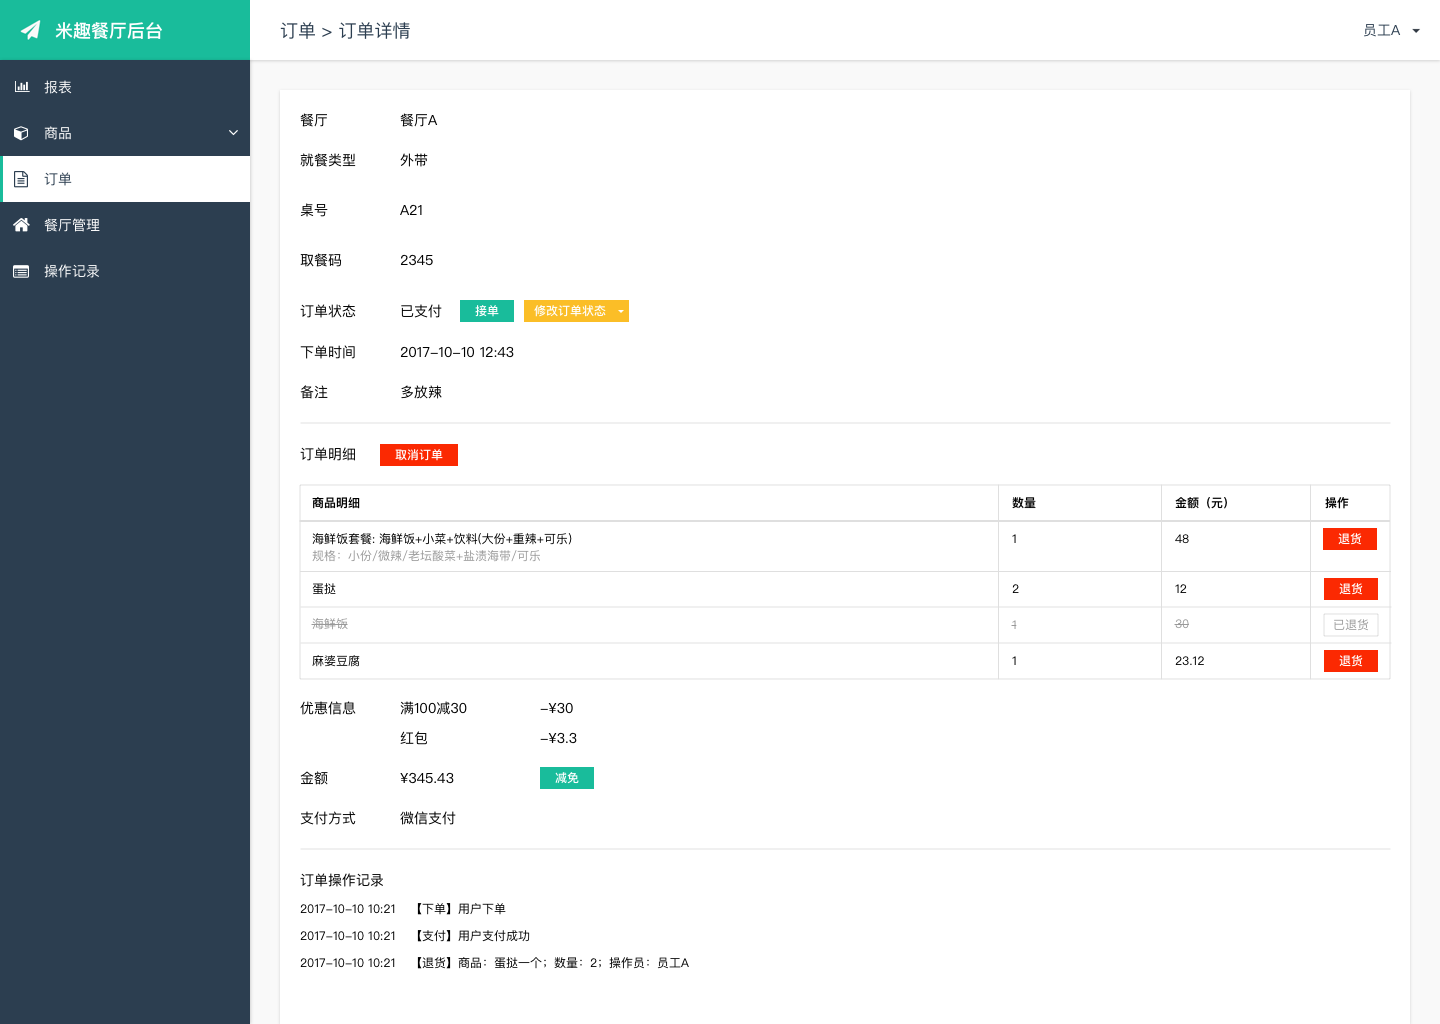 米趣餐厅后台
订单 > 订单详情
员工A
报表
商品
订单
餐厅管理
操作记录
餐厅 餐厅A
就餐类型 外带
桌号 A21
取餐码 2345
订单状态 已支付 接单 修改订单状态
下单时间 2017-10-10 12:43
备注 多放辣
订单明细 取消订单
商品明细 数量 金额（元） 操作
海鲜饭套餐: 海鲜饭+小菜+饮料(大份+重辣+可乐) 1 48 退货
规格：小份/微辣/老坛酸菜+盐渍海带/可乐
蛋挞 2 12 退货
海鲜饭 1 30 已退货
麻婆豆腐 1 23.12 退货
优惠信息 满100减30 -¥30
红包 -¥3.3
金额 ¥345.43 减免
支付方式 微信支付
订单操作记录
2017-10-10 10:21 【下单】用户下单
2017-10-10 10:21 【支付】用户支付成功
2017-10-10 10:21 【退货】商品：蛋挞一个；数量：2；操作员：员工A